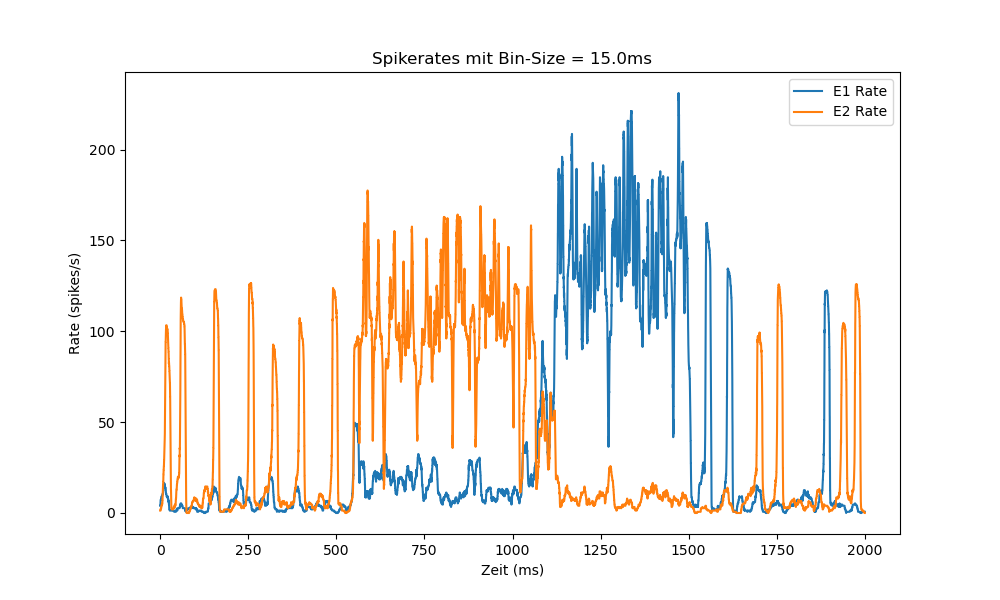 Spikerates mit Bin-Size = 15.0ms
E1 Rate
E2 Rate
Rate (spikes/s)
200
150
100
50
0
0 250 500 750 1000 1250 1500 1750 2000
Zeit (ms)